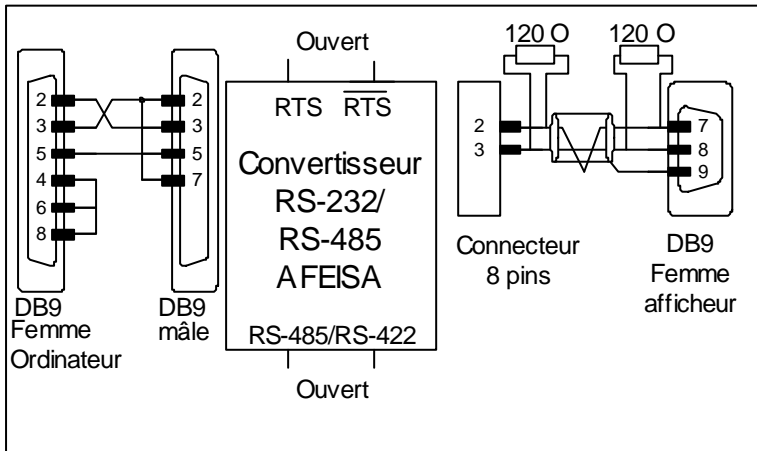 Ouvert
RTS RTS
Convertisseur
RS-232/
RS-485
AFEISA
RS-485/RS-422
Ouvert
2
3
5
4
6
8
DB9
Femme
Ordinateur
2
3
5
7
DB9
mâle
120 O
120 O
2
3
Connecteur
8 pins
7
8
9
DB9
Femme
afficheur